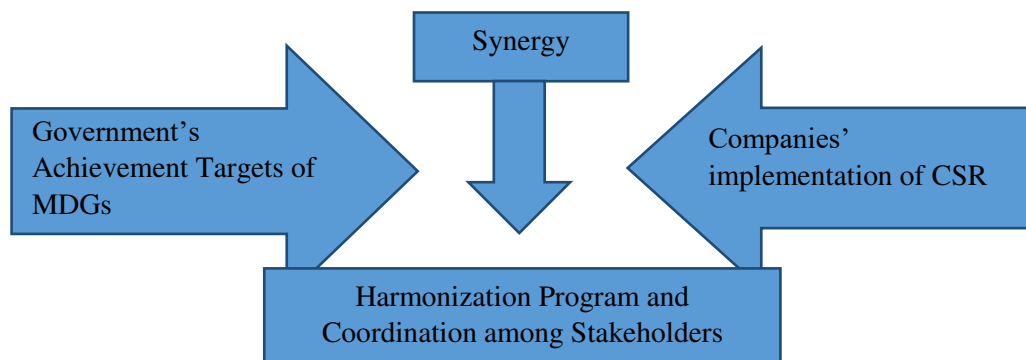 Synergy
Government’s
Achievement Targets of
MDGs
Companies’
implementation of CSR
Harmonization Program and
Coordination among Stakeholders